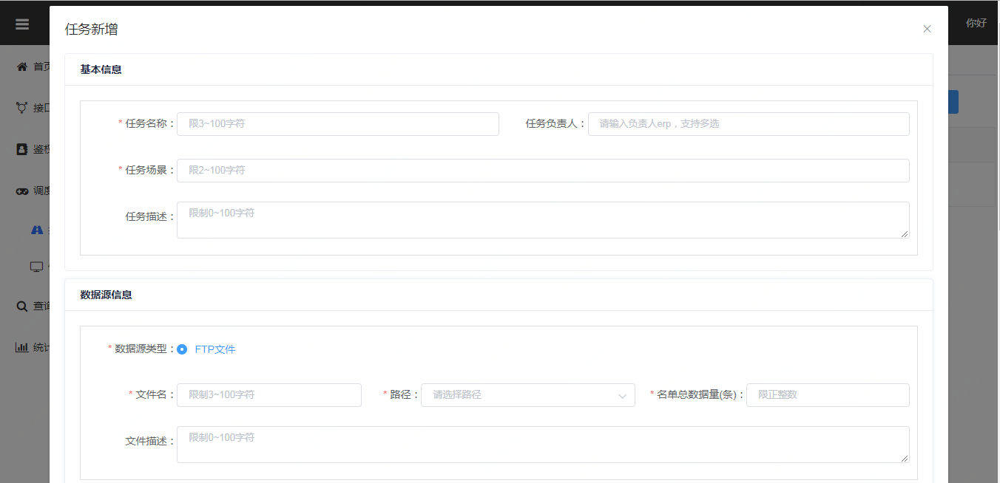 任务新增
你好
首页
接口
鉴权
调度
查询
统计
基本信息
* 任务名称： 限3~100字符 任务负责人： 请输入负责人erp，支持多选
* 任务场景： 限2~100字符
任务描述： 限制0~100字符
数据源信息
* 数据源类型： FTP文件
* 文件名： 限制3~100字符 * 路径： 请选择路径 * 名单总数据量(条)： 限正整数
文件描述： 限制0~100字符